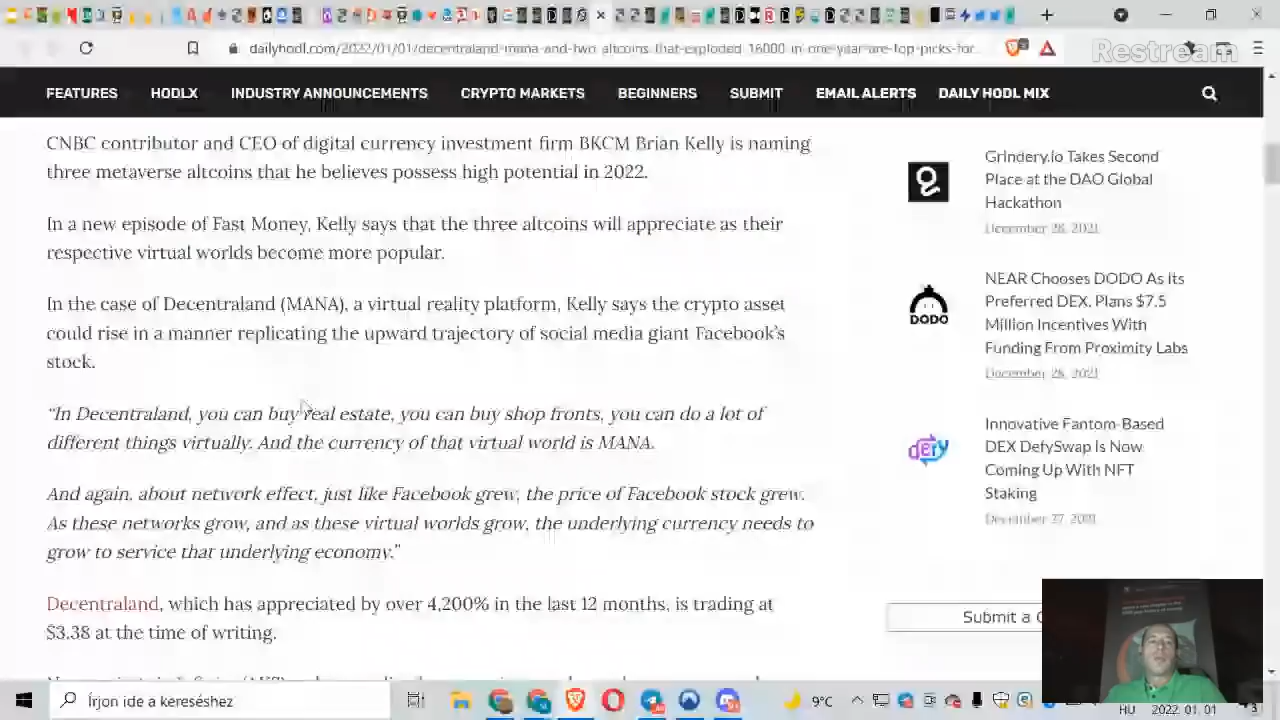 dailyhodl.com/2022/01/01/decentraland-mana-and-two-altcoins-that-exploded-16000-in-one-year-are-top-picks-for...
Restream
FEATURES HODLX INDUSTRY ANNOUNCEMENTS CRYPTO MARKETS BEGINNERS SUBMIT EMAIL ALERTS DAILY HODL MIX
CNBC contributor and CEO of digital currency investment firm BKCM Brian Kelly is naming
three metaverse altcoins that he believes possess high potential in 2022.
In a new episode of Fast Money, Kelly says that the three altcoins will appreciate as their
respective virtual worlds become more popular.
In the case of Decentraland (MANA), a virtual reality platform, Kelly says the crypto asset
could rise in a manner replicating the upward trajectory of social media giant Facebook's
stock.
"In Decentraland, you can buy real estate, you can buy shop fronts, you can do a lot of
different things virtually. And the currency of that virtual world is MANA.
And again, about network effect, just like Facebook grew, the price of Facebook stock grew.
As these networks grow, and as these virtual worlds grow, the underlying currency needs to
grow to service that underlying economy."
Decentraland, which has appreciated by over 4,200% in the last 12 months, is trading at
$3.38 at the time of writing.
Grindery.io Takes Second
Place at the DAO Global
Hackathon
December 28, 2021
DODO
NEAR Chooses DODO As Its
Preferred DEX, Plans $7.5
Million Incentives With
Funding From Proximity Labs
December 28, 2021
defy
Innovative Fantom-Based
DEX DefySwap Is Now
Coming Up With NFT
Staking
December 27, 2021
Submit a
Írjon ide a kereséshez
9°C
HU 2022. 01. 01